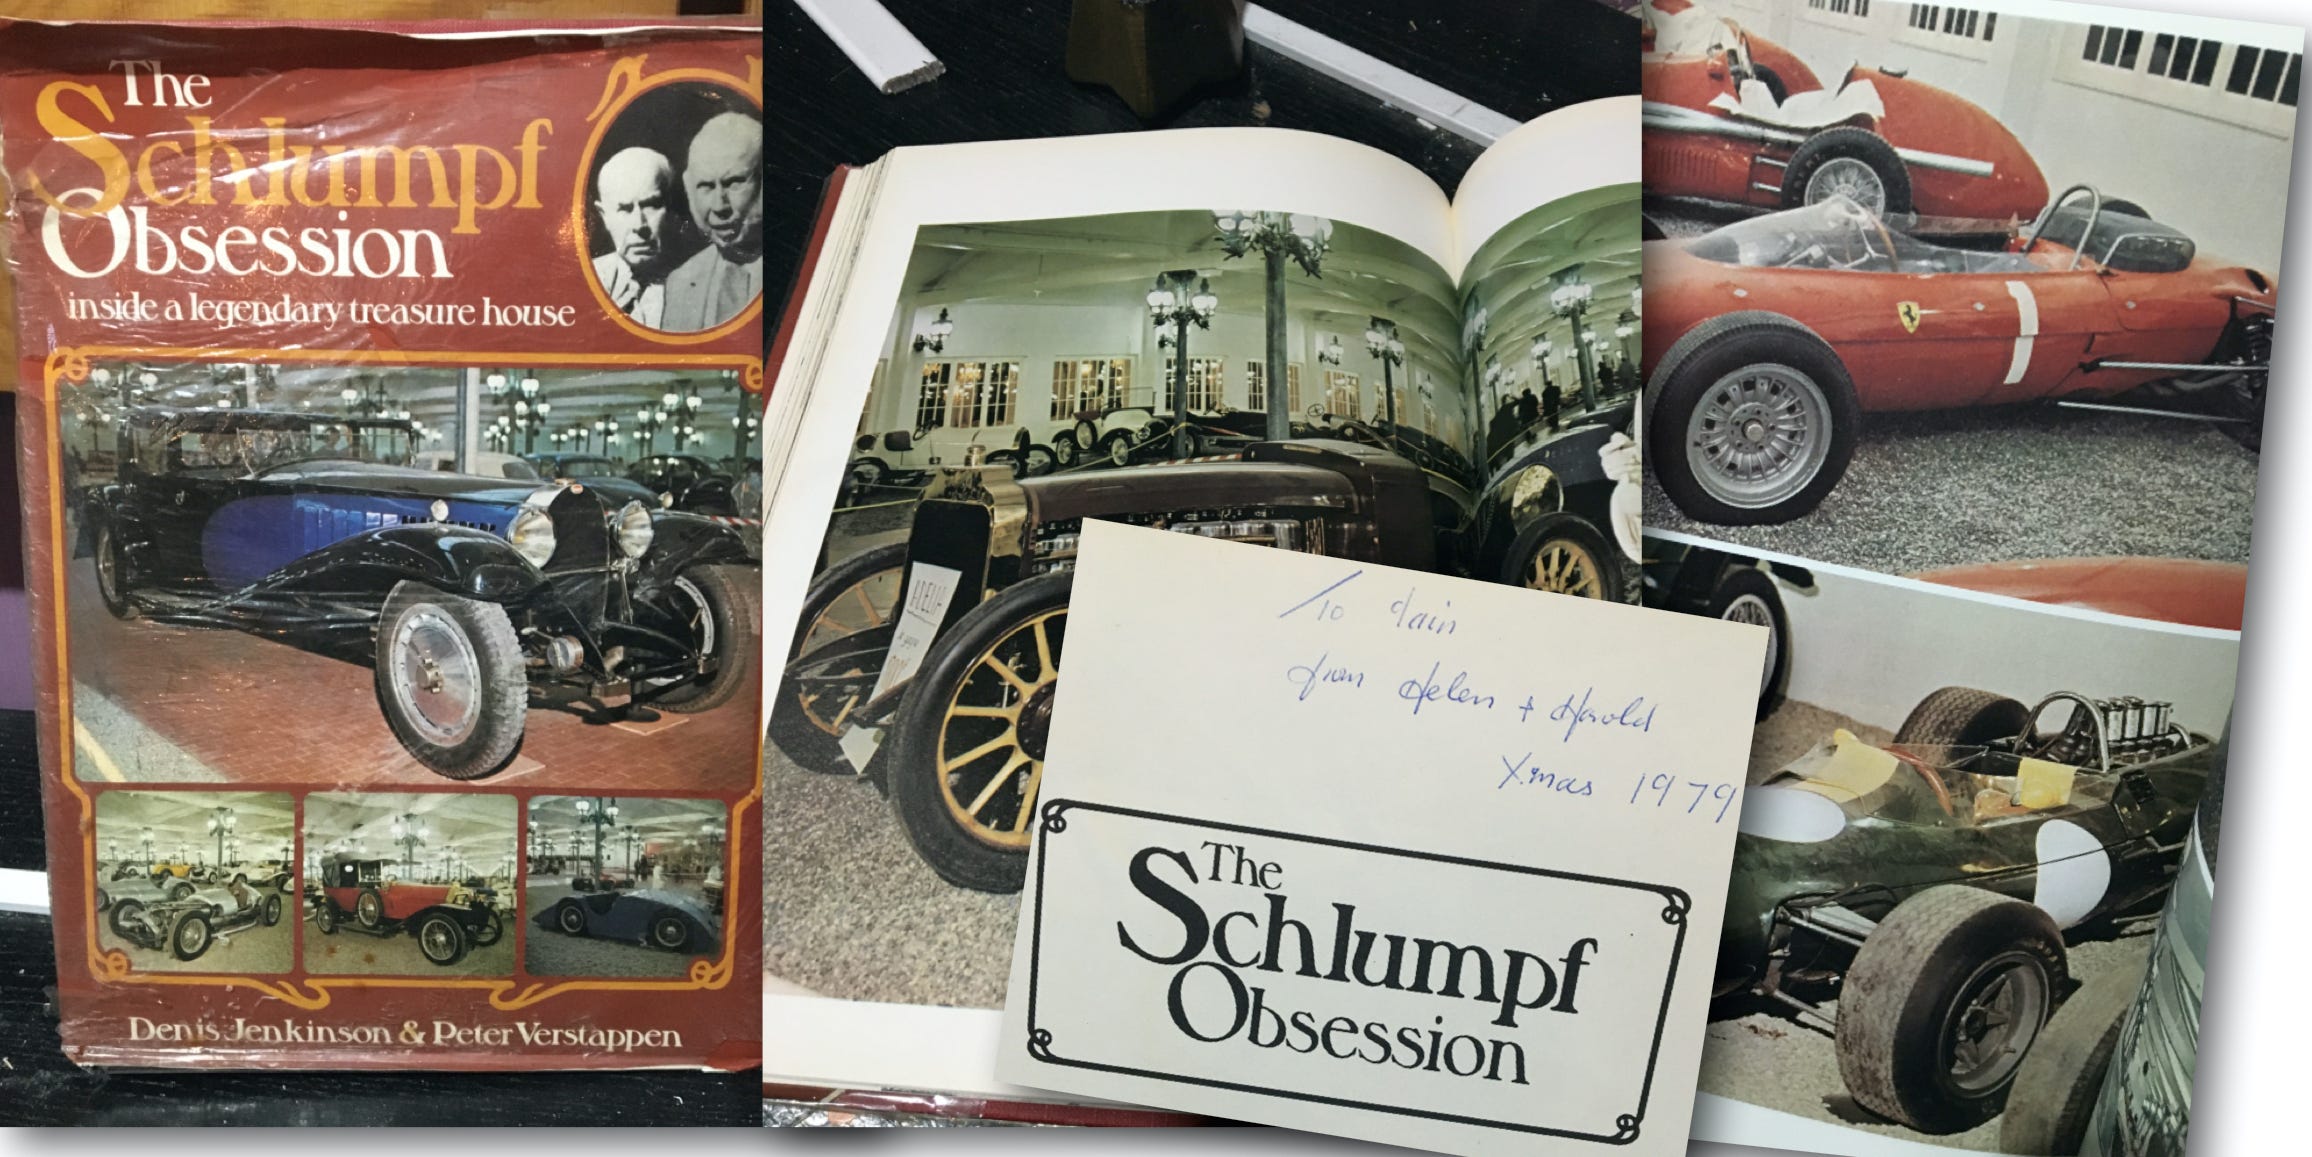 The
Schlumpf
Obsession
inside a legendary treasure house
Denis Jenkinson & Peter Verstappen
To Iain
from Helen + Harold
Xmas 1979
The
Schlumpf
Obsession
1